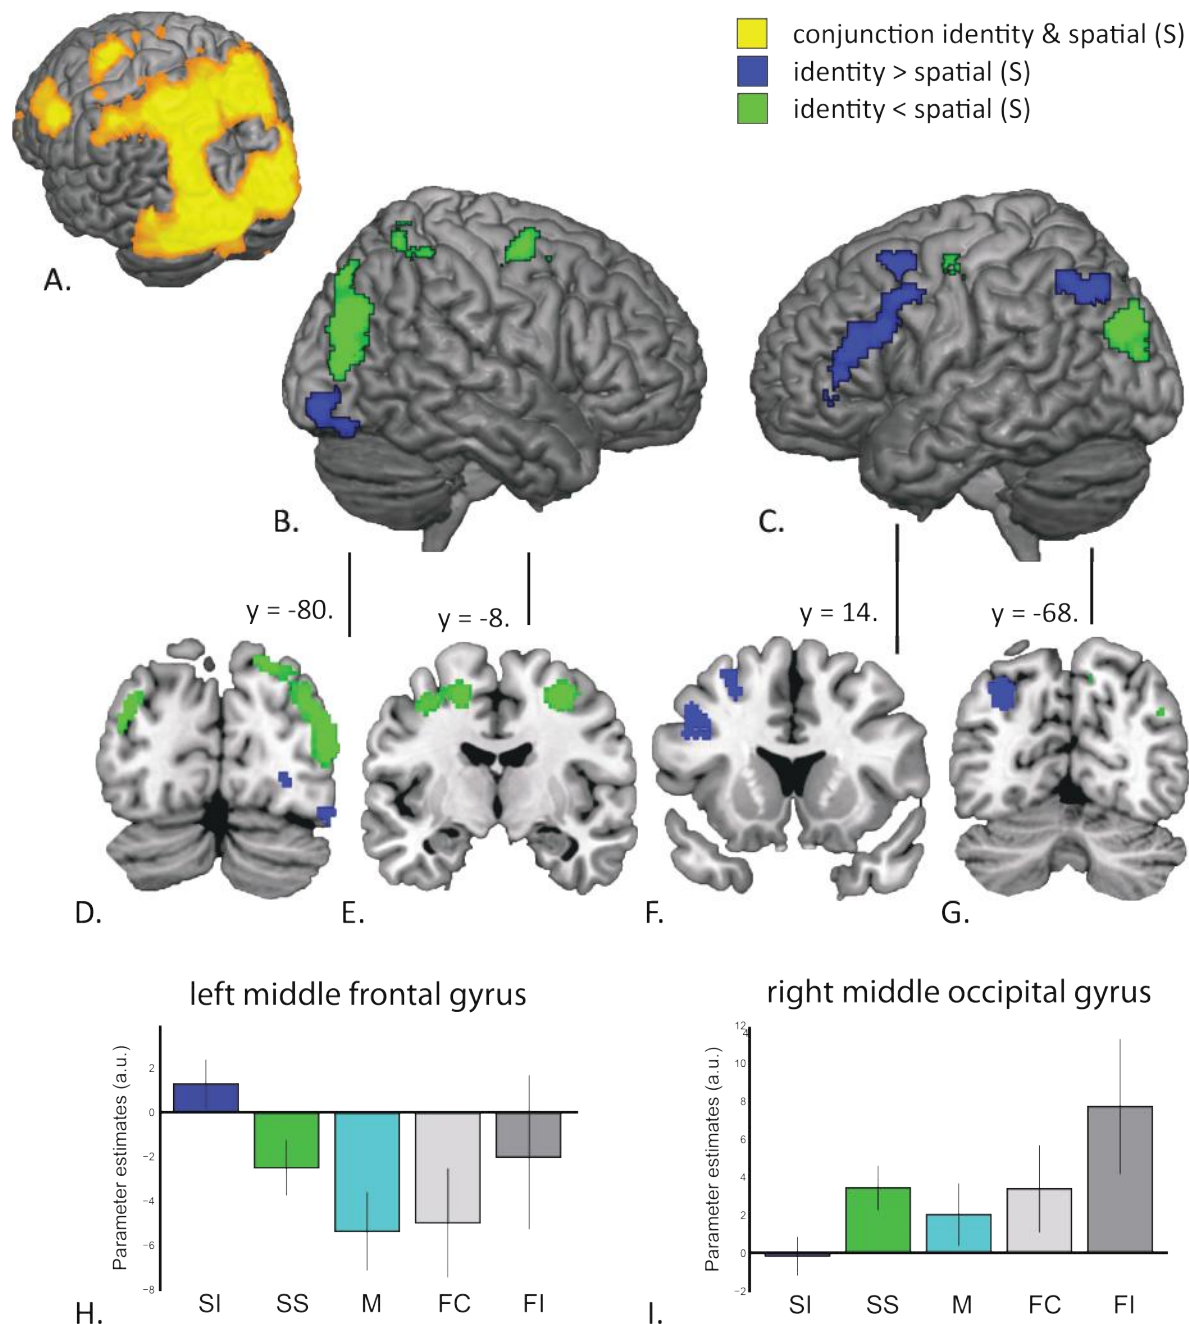 conjunction identity & spatial (S)
identity > spatial (S)
identity < spatial (S)
A.
B.
C.
y = -80.
y = -8.
y = 14.
y = -68.
D.
E.
F.
G.
left middle frontal gyrus
Parameter estimates (a.u.)
2
0
−2
−4
−6
−8
SI SS M FC FI
H.
right middle occipital gyrus
Parameter estimates (a.u.)
12
4
10
8
6
4
2
0
−2
SI SS M FC FI
I.